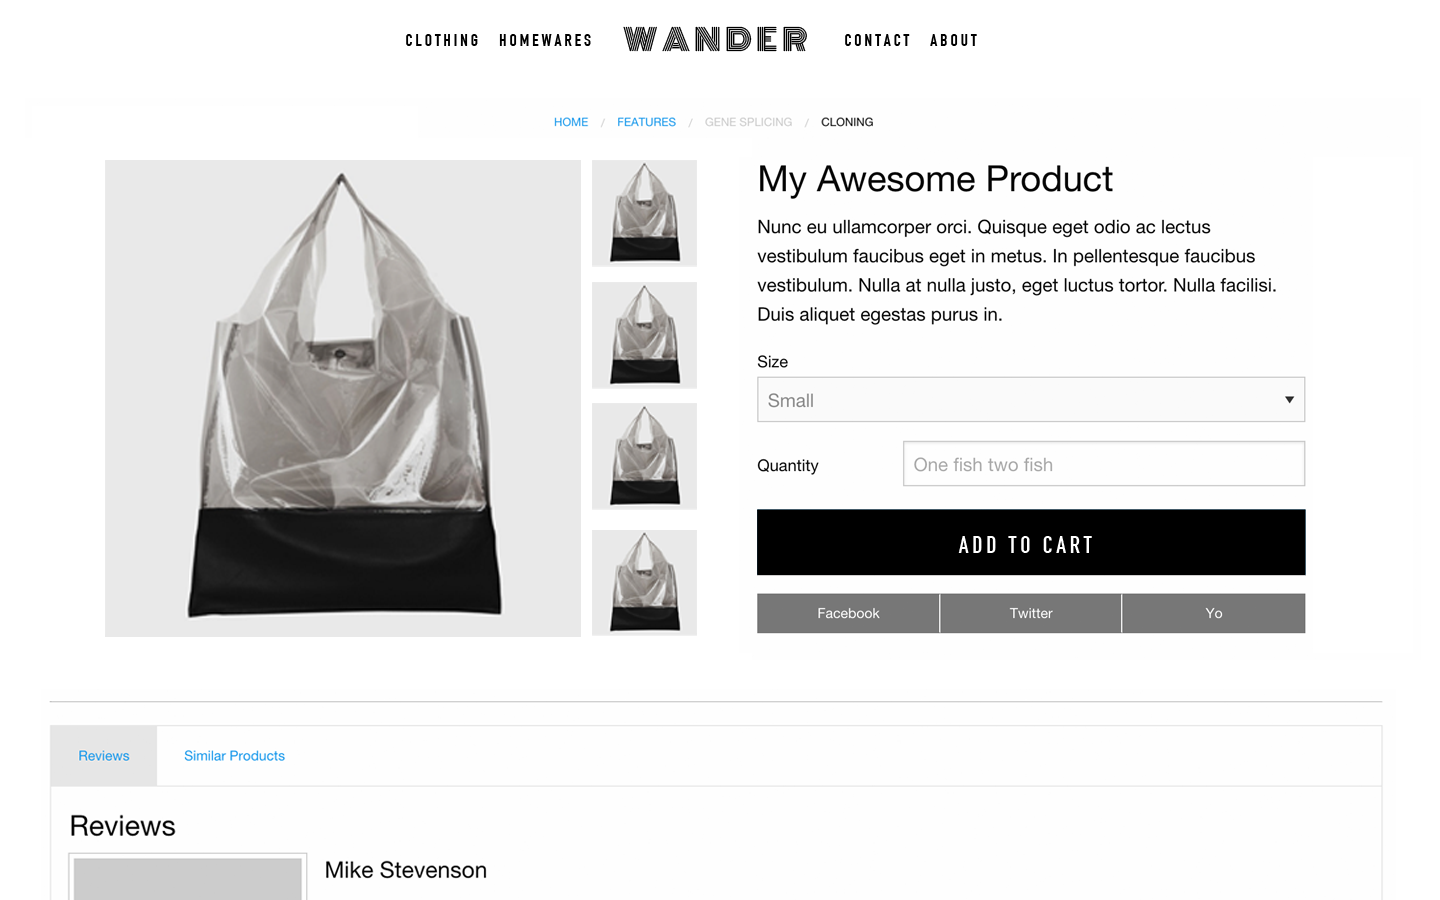 CLOTHING HOMEWARES WANDER CONTACT ABOUT
HOME / FEATURES / GENE SPLICING / CLONING
My Awesome Product
Nunc eu ullamcorper orci. Quisque eget odio ac lectus
vestibulum faucibus eget in metus. In pellentesque faucibus
vestibulum. Nulla at nulla justo, eget luctus tortor. Nulla facilisi.
Duis aliquet egestas purus in.
Size
Small
Quantity One fish two fish
ADD TO CART
Facebook Twitter Yo
Reviews Similar Products
Reviews
Mike Stevenson